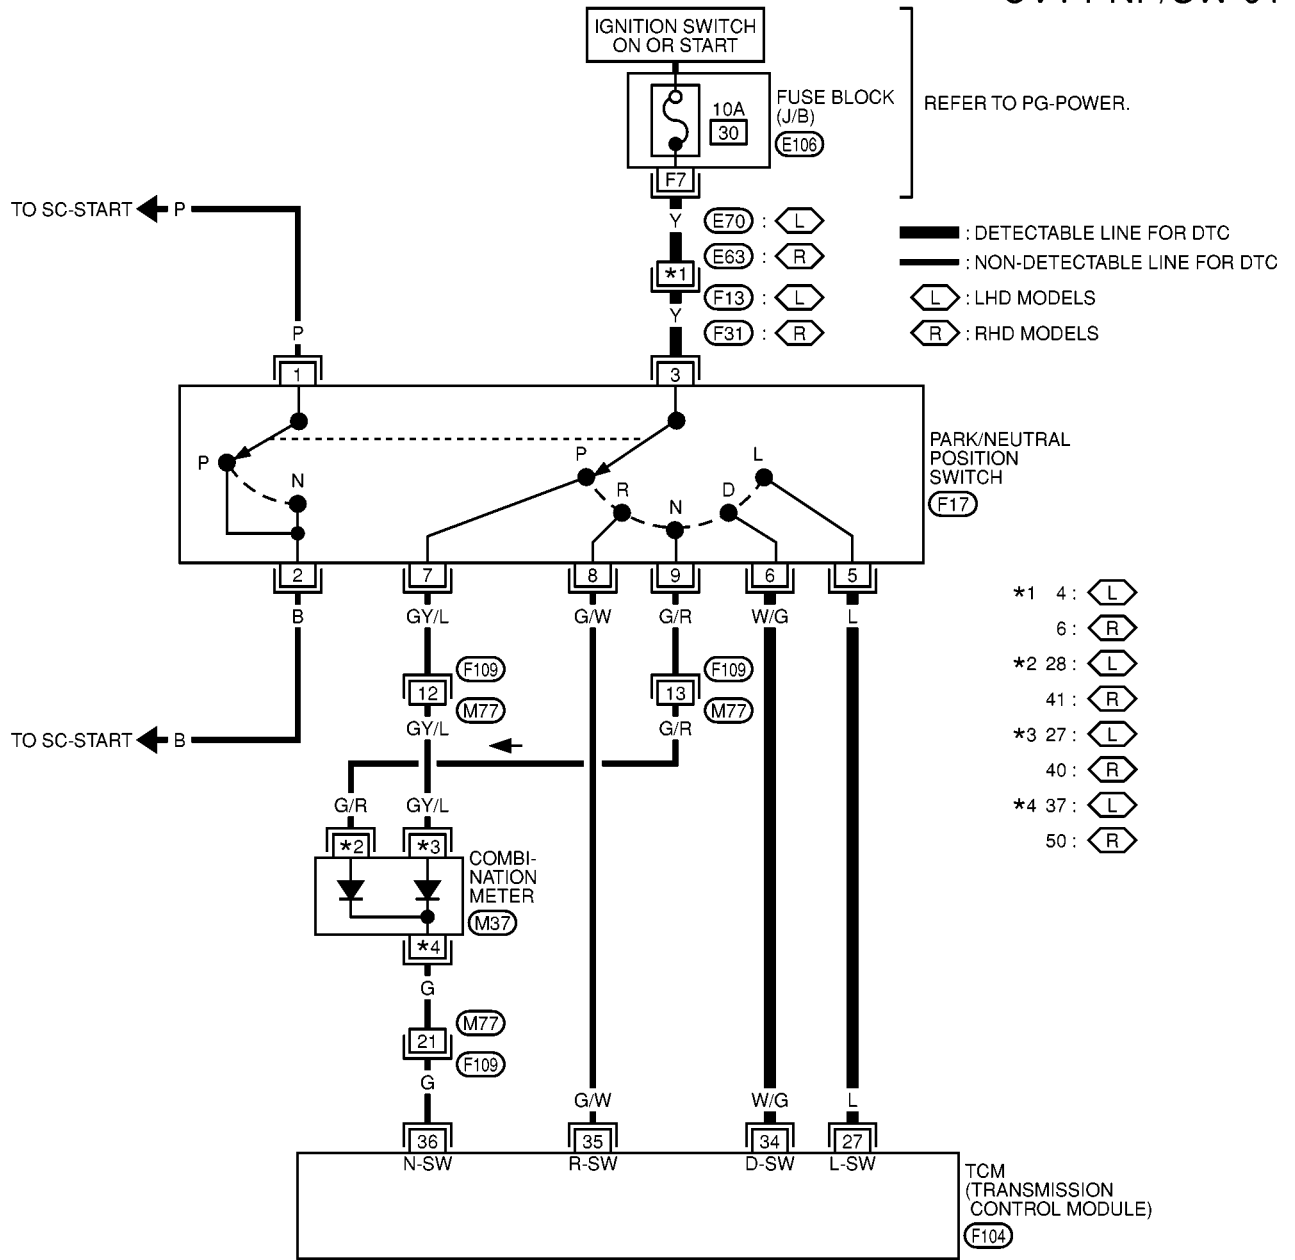 IGNITION SWITCH
ON OR START
10A
30
FUSE BLOCK
(J/B)
E106
REFER TO PG-POWER.
F7
TO SC-START
P
Y
E70 : L
E63 : R
*1
F13 : L
F31 : R
Y
: DETECTABLE LINE FOR DTC
: NON-DETECTABLE LINE FOR DTC
L : LHD MODELS
R : RHD MODELS
P
1
3
P
N
P
R
N
D
L
PARK/NEUTRAL
POSITION
SWITCH
F17
2
7
8
9
6
5
B
GY/L
G/W
G/R
W/G
L
F109
12
M77
GY/L
F109
13
M77
G/R
TO SC-START
B
*1 4 : L
6 : R
*2 28 : L
41 : R
*3 27 : L
40 : R
*4 37 : L
50 : R
G/R
GY/L
*2
*3
COMBI-
NATION
METER
M37
*4
G
M77
21
F109
G
G/W
W/G
L
36
35
34
27
N-SW
R-SW
D-SW
L-SW
TCM
(TRANSMISSION
CONTROL MODULE)
F104